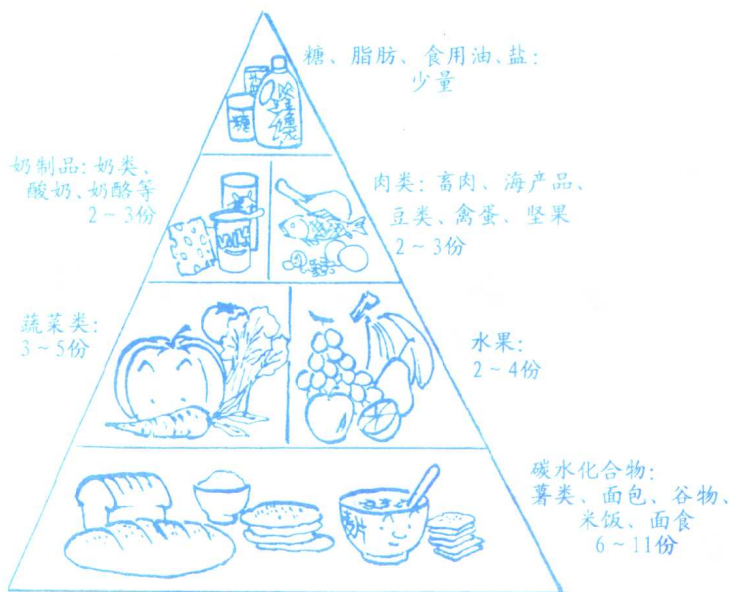 糖、脂肪、食用油、盐:
少量
糖
奶制品: 奶类、
酸奶、奶酪等
2~3份
肉类: 畜肉、海产品、
豆类、禽蛋、坚果
2~3份
蔬菜类:
3~5份
水果:
2~4份
碳水化合物:
薯类、面包、谷物、
米饭、面食
6~11份